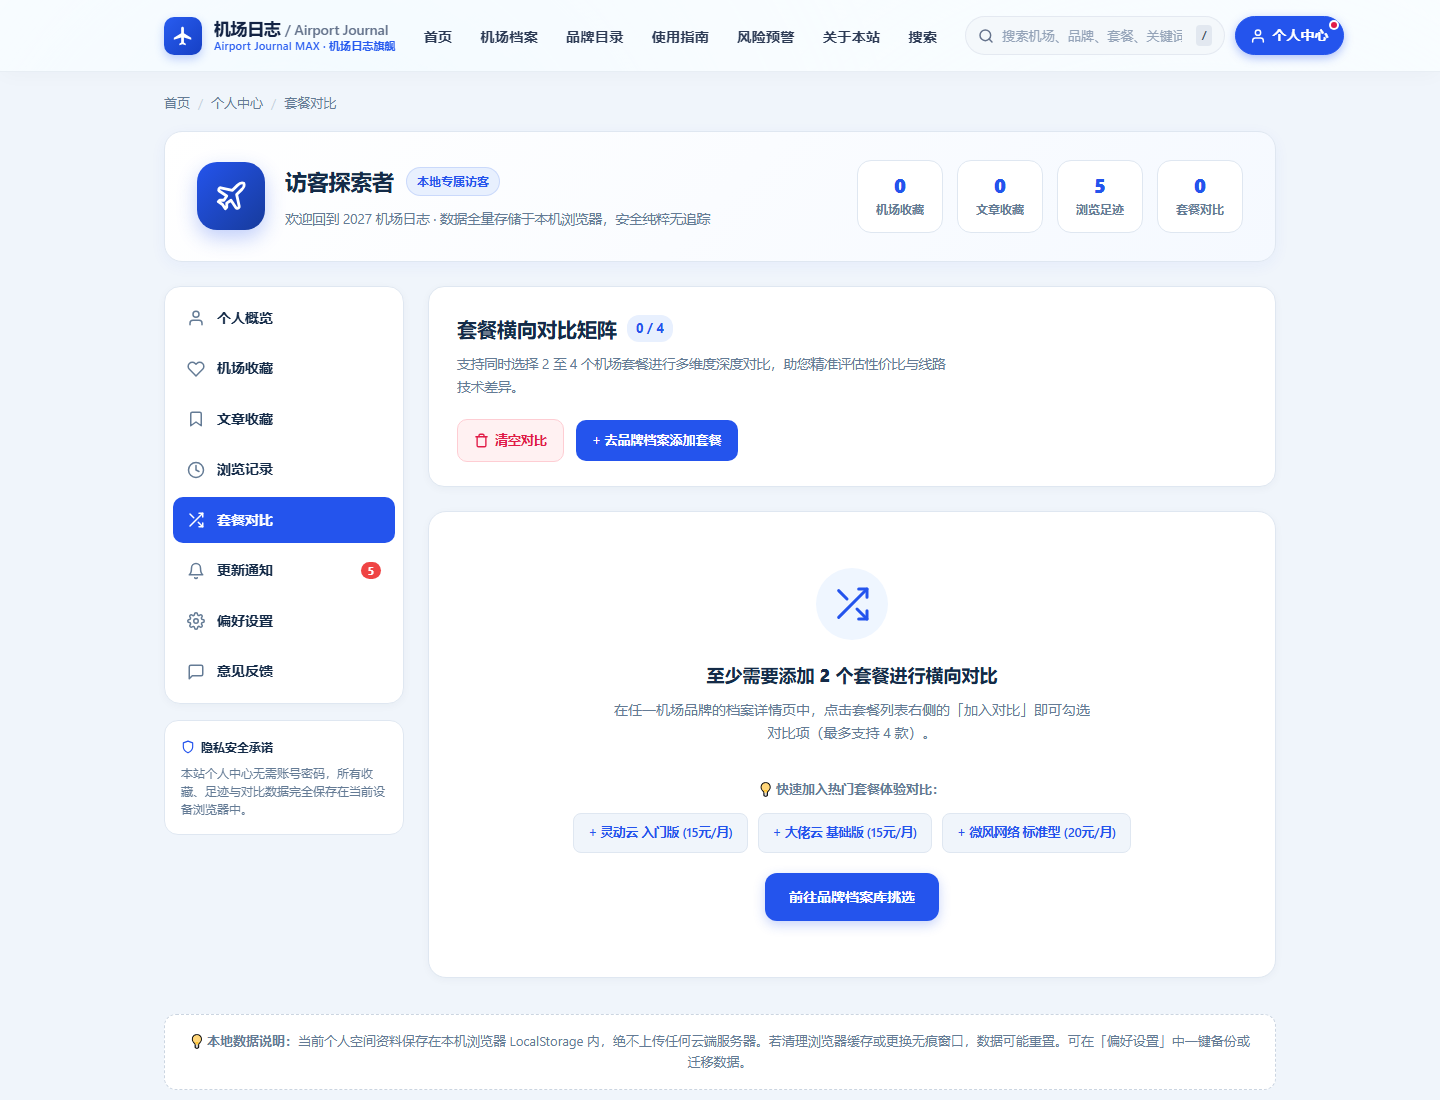 机场日志 / Airport Journal
Airport Journal MAX · 机场日志旗舰
首页 机场档案 品牌目录 使用指南 风险预警 关于本站 搜索
搜索机场、品牌、套餐、关键词 /
个人中心
首页 / 个人中心 / 套餐对比
访客探索者 本地专属访客
欢迎回到 2027 机场日志 · 数据全量存储于本机浏览器，安全纯粹无追踪
0 机场收藏
0 文章收藏
5 浏览足迹
0 套餐对比
个人概览
机场收藏
文章收藏
浏览记录
套餐对比
更新通知 5
偏好设置
意见反馈
隐私安全承诺
本站个人中心无需账号密码，所有收
藏、足迹与对比数据完全保存在当前设
备浏览器中。
套餐横向对比矩阵 0 / 4
支持同时选择 2 至 4 个机场套餐进行多维度深度对比，助您精准评估性价比与线路
技术差异。
清空对比 + 去品牌档案添加套餐
至少需要添加 2 个套餐进行横向对比
在任一机场品牌的档案详情页中，点击套餐列表右侧的「加入对比」即可勾选
对比项（最多支持 4 款）。
快速加入热门套餐体验对比：
+ 灵动云 入门版 (15元/月) + 大佬云 基础版 (15元/月) + 微风网络 标准型 (20元/月)
前往品牌档案库挑选
本地数据说明：当前个人空间资料保存在本机浏览器 LocalStorage 内，绝不上传任何云端服务器。若清理浏览器缓存或更换无痕窗口，数据可能重置。可在「偏好设置」中一键备份或
迁移数据。